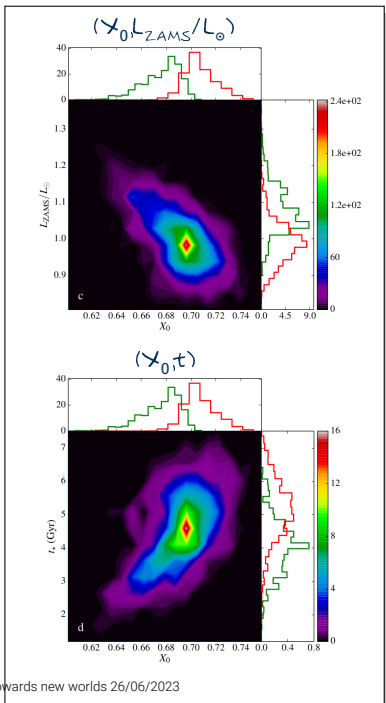 (X₀, L_ZAMS/L☉)
40
20
0
1.3
1.2
1.1
1.0
0.9
L_ZAMS/L☉
c
0.62 0.64 0.66 0.68 0.70 0.72 0.74
X₀
0.0 4.5 9.0
2.4e+02
1.8e+02
1.2e+02
60
0
(X₀,t)
40
20
0
7
6
5
4
3
2
t⋆ (Gyr)
d
0.62 0.64 0.66 0.68 0.70 0.72 0.74
X₀
0.0 0.4 0.8
16
12
8
4
0
owards new worlds 26/06/2023